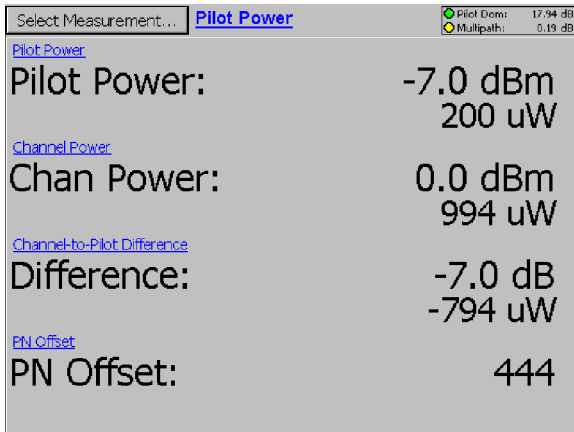 Select Measurement... Pilot Power Pilot Dom: 17.94 dB
Multipath: 0.19 dB
Pilot Power
Pilot Power: -7.0 dBm
200 uW
Channel Power
Chan Power: 0.0 dBm
994 uW
Channel-to-Pilot Difference
Difference: -7.0 dB
-794 uW
PN Offset
PN Offset: 444